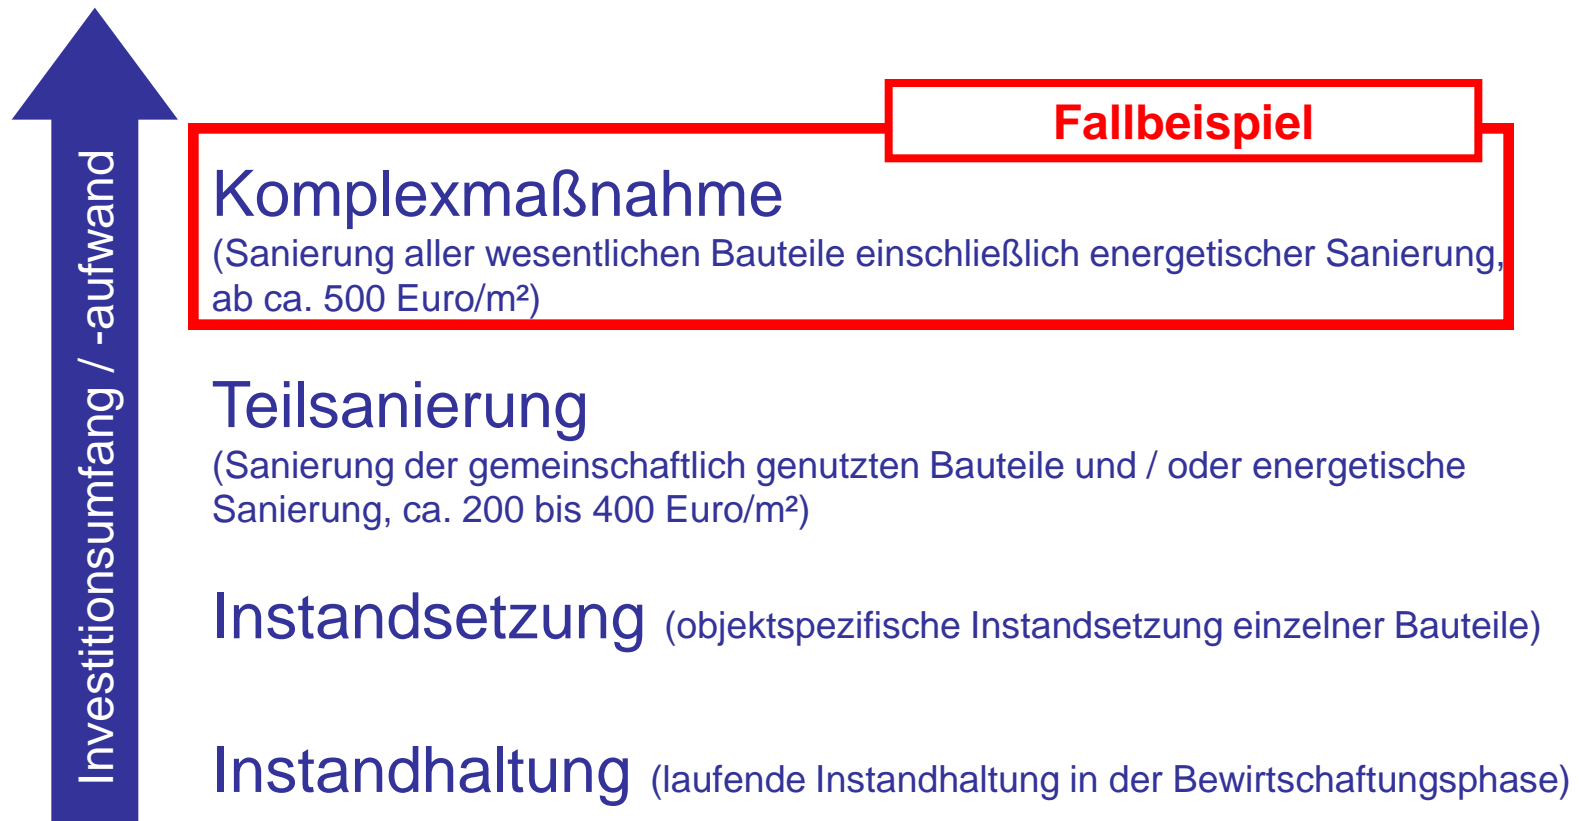 Investitionsumfang / -aufwand
Fallbeispiel
Komplexmaßnahme
(Sanierung aller wesentlichen Bauteile einschließlich energetischer Sanierung,
ab ca. 500 Euro/m²)
Teilsanierung
(Sanierung der gemeinschaftlich genutzten Bauteile und / oder energetische
Sanierung, ca. 200 bis 400 Euro/m²)
Instandsetzung (objektspezifische Instandsetzung einzelner Bauteile)
Instandhaltung (laufende Instandhaltung in der Bewirtschaftungsphase)